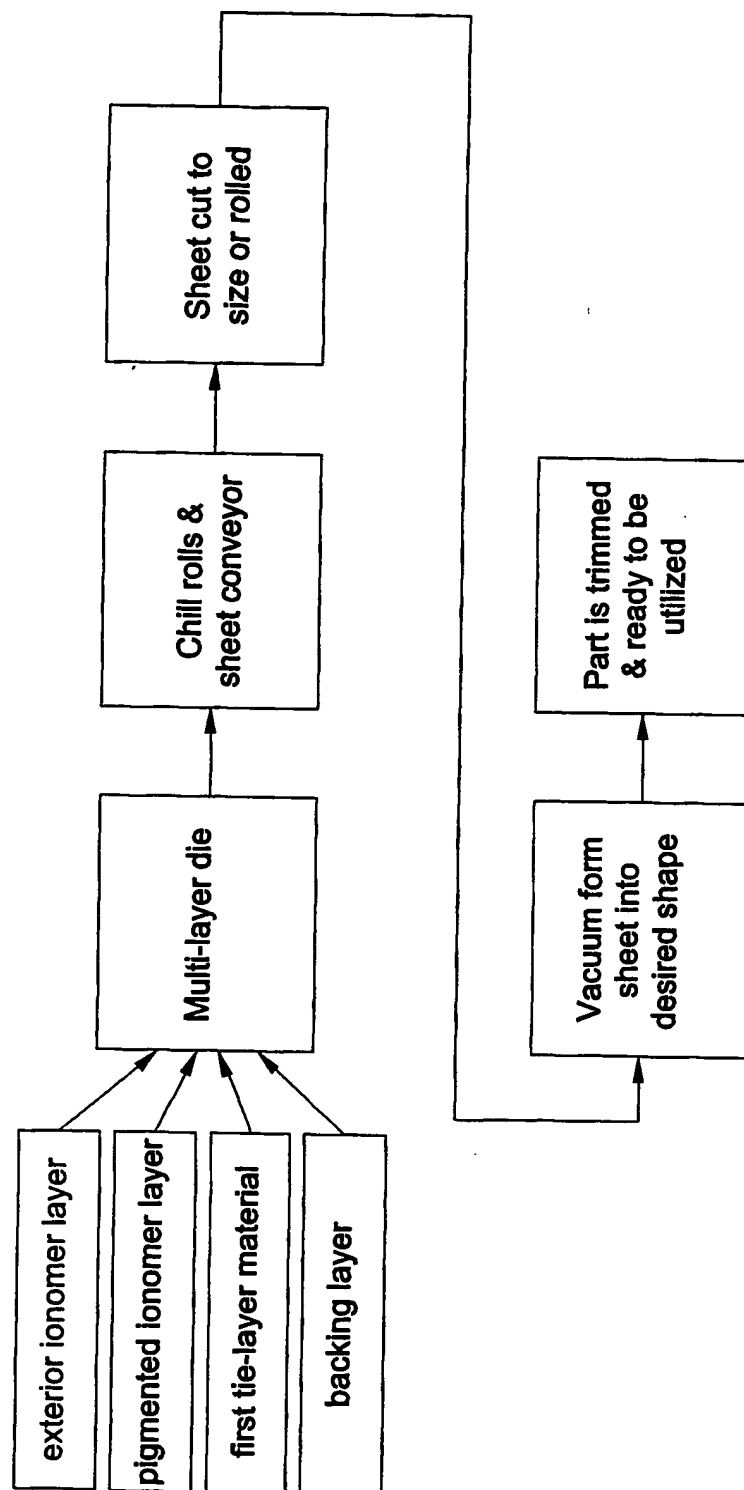 exterior ionomer layer
pigmented ionomer layer
first tie-layer material
backing layer
Multi-layer die
Chill rolls &
sheet conveyor
Sheet cut to
size or rolled
Vacuum form
sheet into
desired shape
Part is trimmed
& ready to be
utilized